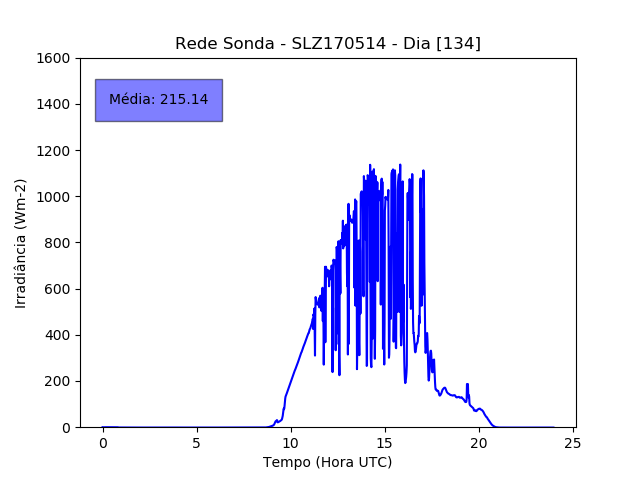 Rede Sonda - SLZ170514 - Dia [134]
1600
Média: 215.14
1400
1200
1000
800
600
400
200
0
Irradiância (Wm-2)
0 5 10 15 20 25
Tempo (Hora UTC)